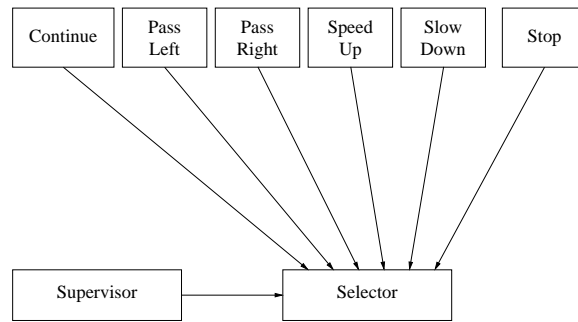 Continue
Pass
Left
Pass
Right
Speed
Up
Slow
Down
Stop
Supervisor
Selector